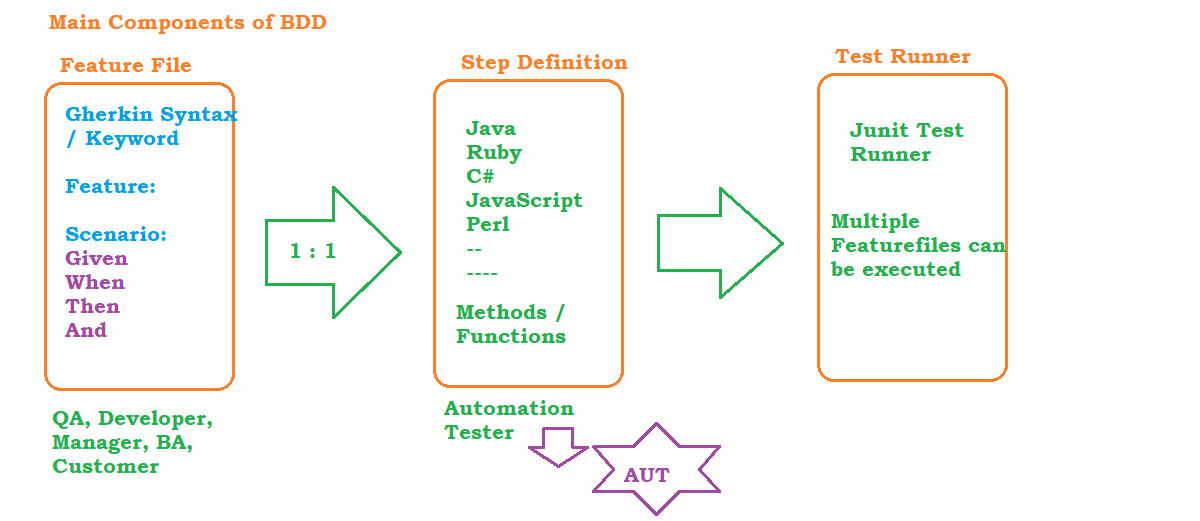 Main Components of BDD
Feature File
Gherkin Syntax
/ Keyword
Feature:
Scenario:
Given
When
Then
And
QA, Developer,
Manager, BA,
Customer
1 : 1
Step Definition
Java
Ruby
C#
JavaScript
Perl
--
----
Methods /
Functions
Automation
Tester
AUT
Test Runner
Junit Test
Runner
Multiple
Featurefiles can
be executed